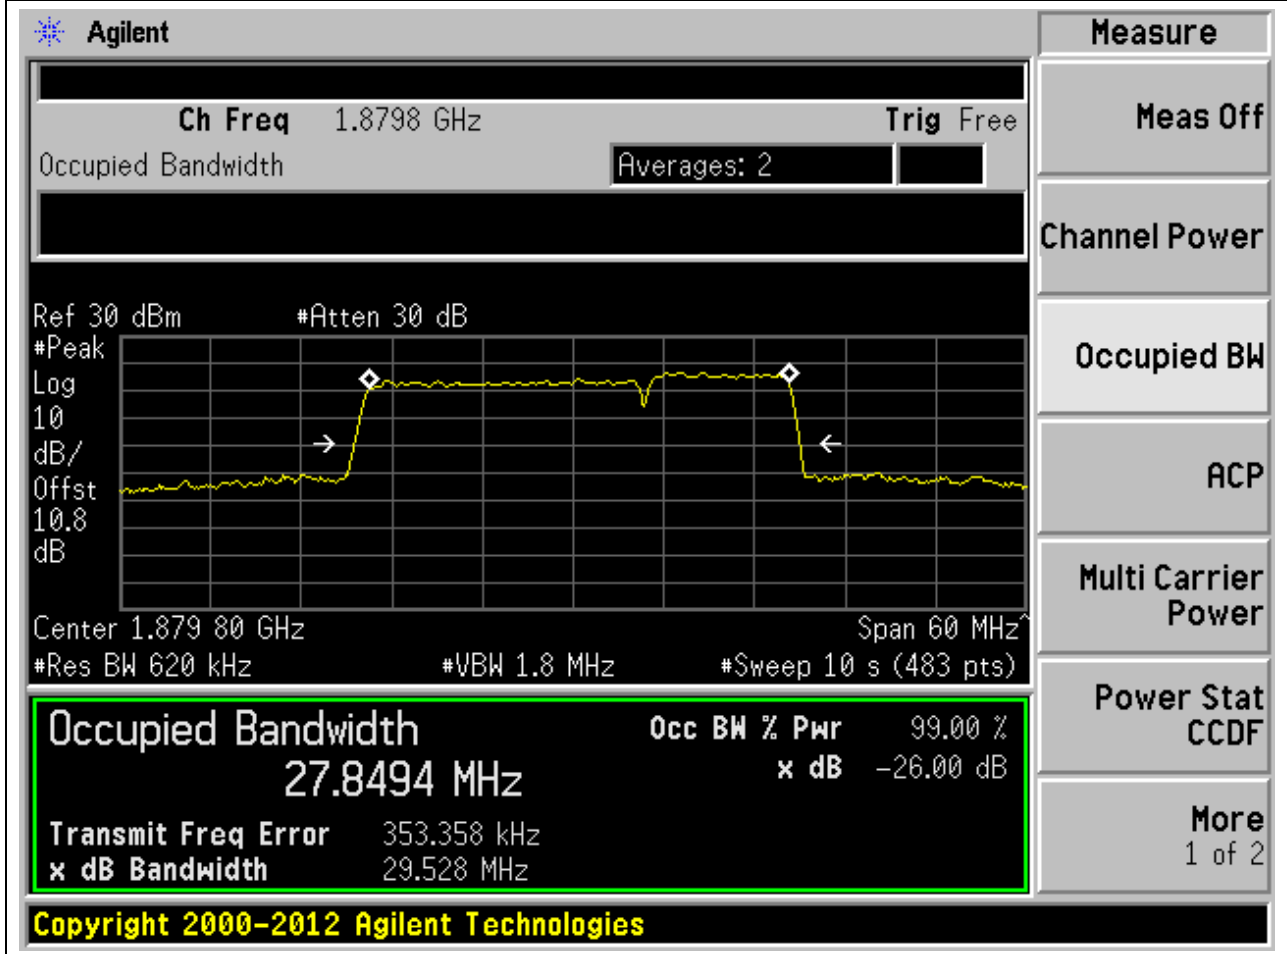 Agilent
Measure
Ch Freq 1.8798 GHz Trig Free
Occupied Bandwidth Averages: 2
Meas Off
Channel Power
Occupied BW
ACP
Multi Carrier
Power
Power Stat
CCDF
More
1 of 2
Ref 30 dBm #Atten 30 dB
#Peak
Log
10
dB/
Offst
10.8
dB
Center 1.879 80 GHz Span 60 MHz^
#Res BW 620 kHz #VBW 1.8 MHz #Sweep 10 s (483 pts)
Occupied Bandwidth Occ BW % Pwr 99.00 %
27.8494 MHz x dB -26.00 dB
Transmit Freq Error 353.358 kHz
x dB Bandwidth 29.528 MHz
Copyright 2000-2012 Agilent Technologies